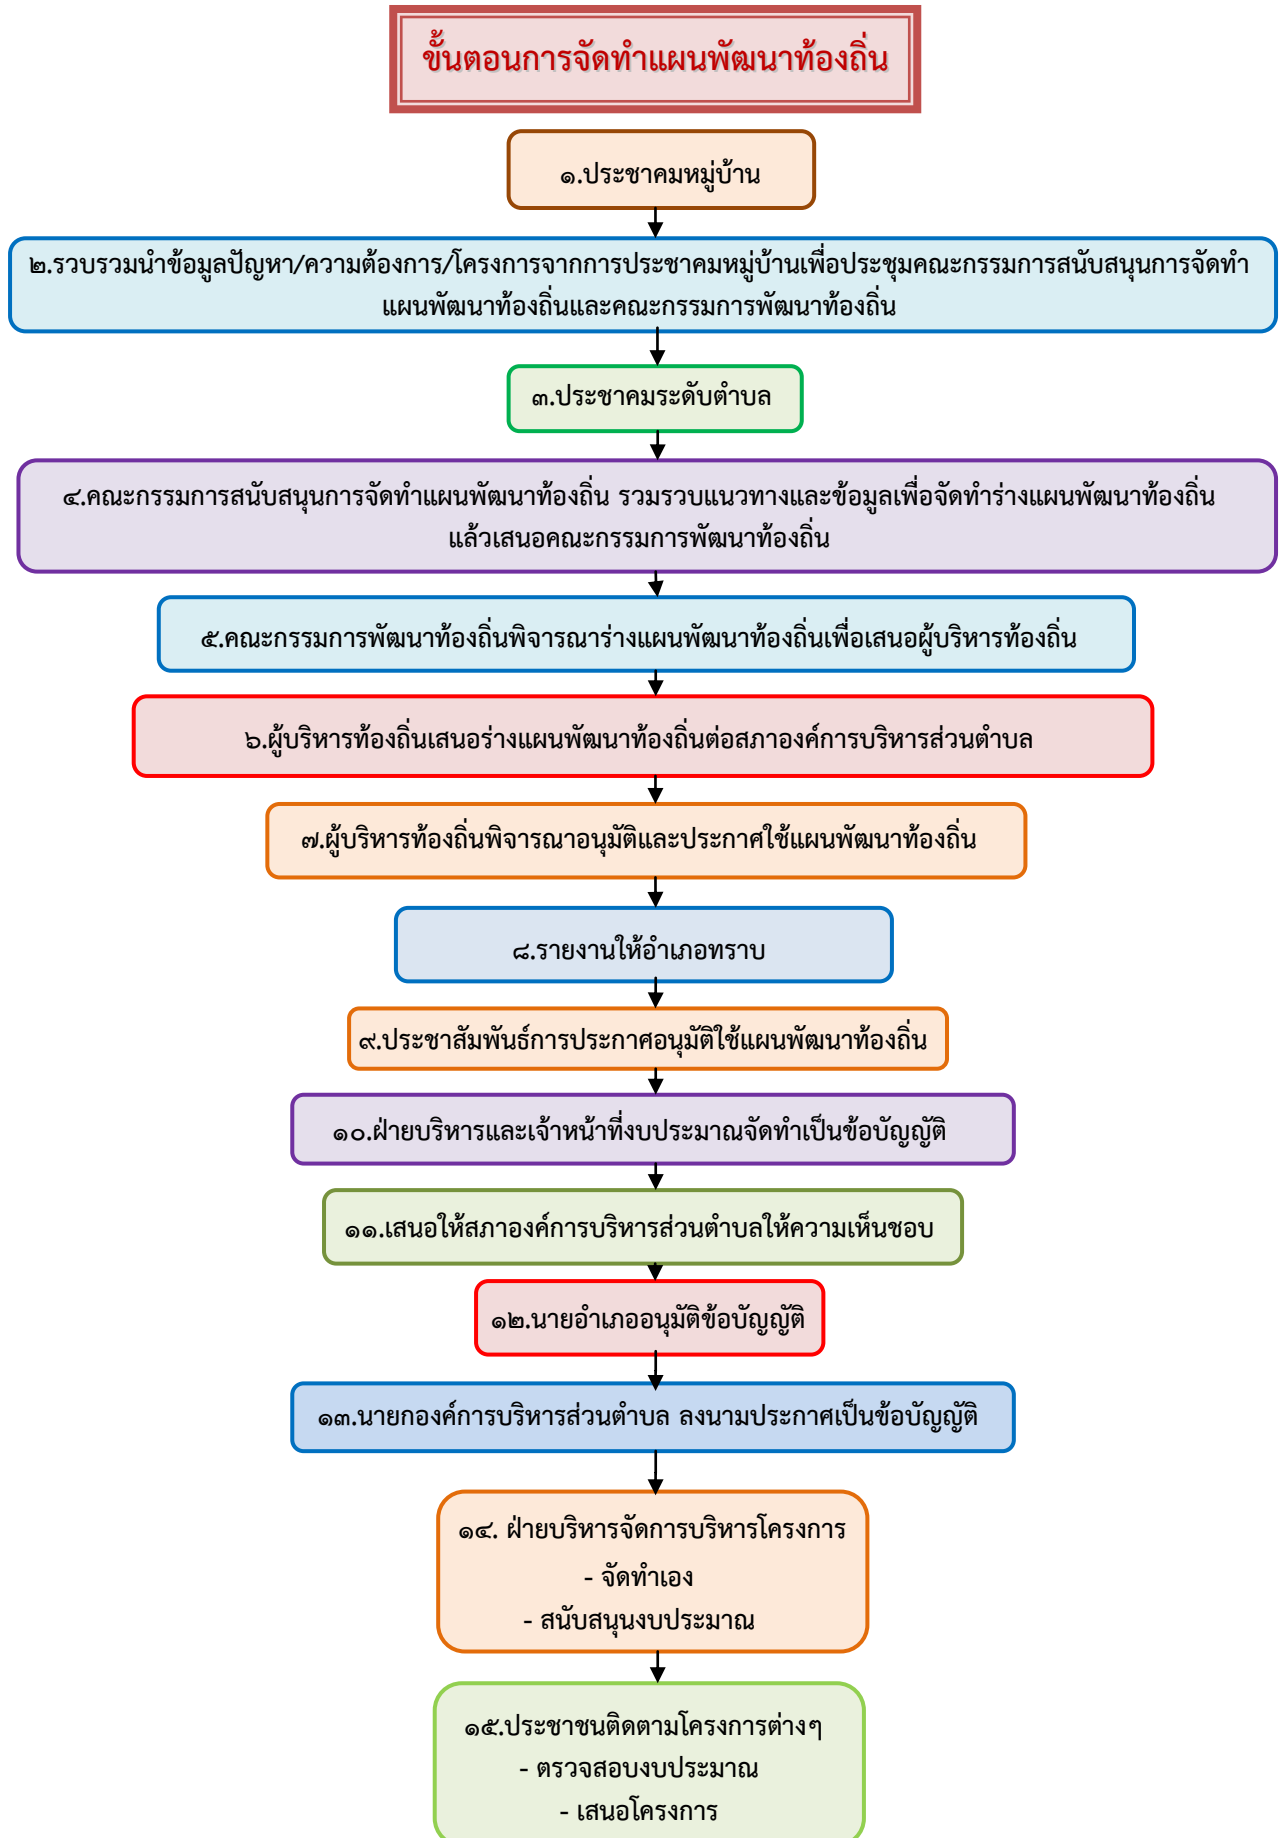 ขั้นตอนการจัดทำแผนพัฒนาท้องถิ่น
๑.ประชาคมหมู่บ้าน
๒.รวบรวมนำข้อมูลปัญหา/ความต้องการ/โครงการจากการประชาคมหมู่บ้านเพื่อประชุมคณะกรรมการสนับสนุนการจัดทำ
แผนพัฒนาท้องถิ่นและคณะกรรมการพัฒนาท้องถิ่น
๓.ประชาคมระดับตำบล
๔.คณะกรรมการสนับสนุนการจัดทำแผนพัฒนาท้องถิ่น รวมรวบแนวทางและข้อมูลเพื่อจัดทำร่างแผนพัฒนาท้องถิ่น
แล้วเสนอคณะกรรมการพัฒนาท้องถิ่น
๕.คณะกรรมการพัฒนาท้องถิ่นพิจารณาร่างแผนพัฒนาท้องถิ่นเพื่อเสนอผู้บริหารท้องถิ่น
๖.ผู้บริหารท้องถิ่นเสนอร่างแผนพัฒนาท้องถิ่นต่อสภาองค์การบริหารส่วนตำบล
๗.ผู้บริหารท้องถิ่นพิจารณาอนุมัติและประกาศใช้แผนพัฒนาท้องถิ่น
๘.รายงานให้อำเภอทราบ
๙.ประชาสัมพันธ์การประกาศอนุมัติใช้แผนพัฒนาท้องถิ่น
๑๐.ฝ่ายบริหารและเจ้าหน้าที่งบประมาณจัดทำเป็นข้อบัญญัติ
๑๑.เสนอให้สภาองค์การบริหารส่วนตำบลให้ความเห็นชอบ
๑๒.นายอำเภออนุมัติข้อบัญญัติ
๑๓.นายกองค์การบริหารส่วนตำบล ลงนามประกาศเป็นข้อบัญญัติ
๑๔. ฝ่ายบริหารจัดการบริหารโครงการ
- จัดทำเอง
- สนับสนุนงบประมาณ
๑๕.ประชาชนติดตามโครงการต่างๆ
- ตรวจสอบงบประมาณ
- เสนอโครงการ